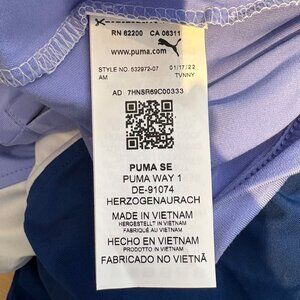 RN 62200 CA 08311
www.puma.com
STYLE NO. 532972-07 01/17/22
AM TVNNY
AD 7HNSR69C00333
PUMA SE
PUMA WAY 1
DE-91074
HERZOGENAURACH
MADE IN VIETNAM
HERGESTELLT IN VIETNAM
FABRIQUÉ AU VIETNAM
HECHO EN VIETNAM
PRODOTTO IN VIETNAM
FABRICADO NO VIETNÃ